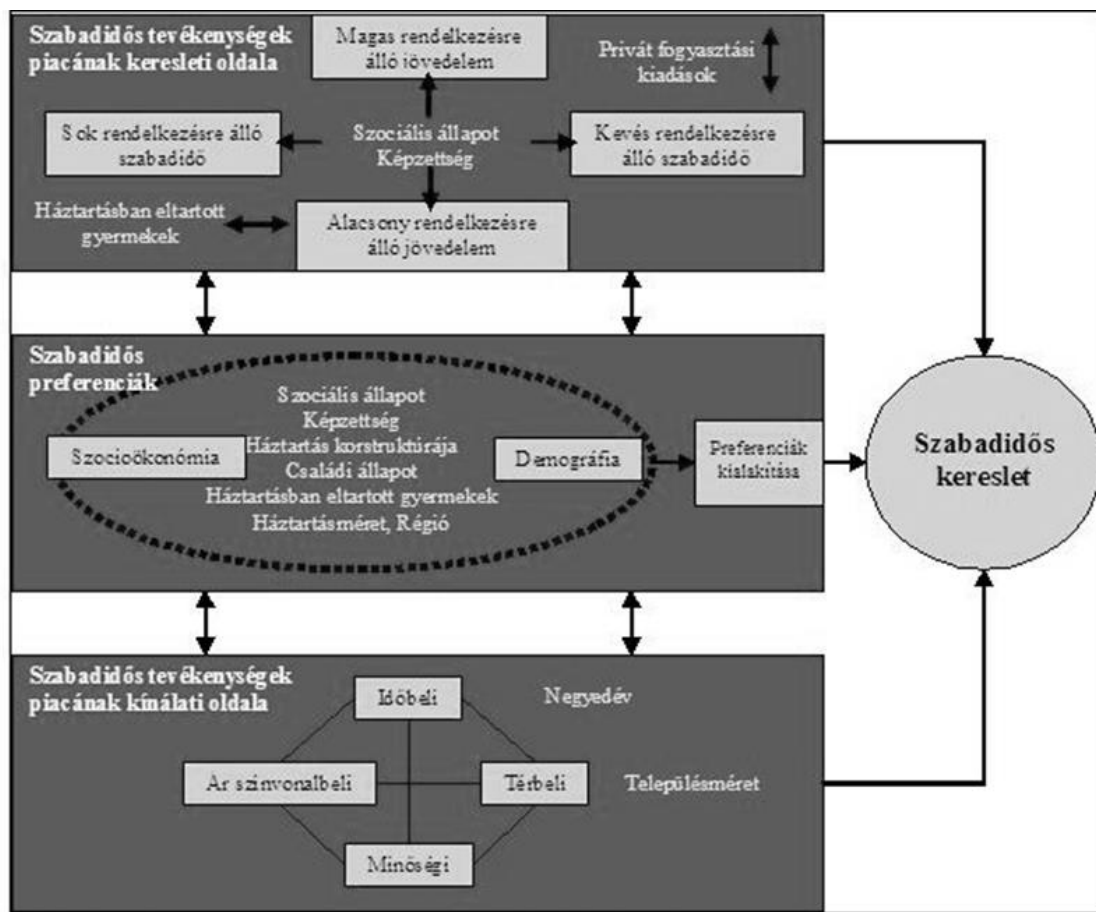 Szabadidős tevékenységek
piacának keresleti oldala
Magas rendelkezésre
álló jövedelem
Privát fogyasztási
kiadások
Sok rendelkezésre álló
szabadidő
Szociális állapot
Képzettség
Kevés rendelkezésre
álló szabadidő
Háztartásban eltartott
gyermekek
Alacsony rendelkezésre
álló jövedelem
Szabadidős
preferenciák
Szociális állapot
Képzettség
Háztartás korstruktúrája
Családi állapot
Háztartásban eltartott gyermekek
Háztartásméret, Régió
Szocioökonómia
Demográfia
Preferenciák
kialakítása
Szabadidős
kereslet
Szabadidős tevékenységek
piacának kínálati oldala
Időbeli
Negyedév
Ár színvonalbeli
Térbeli
Településméret
Minőségi